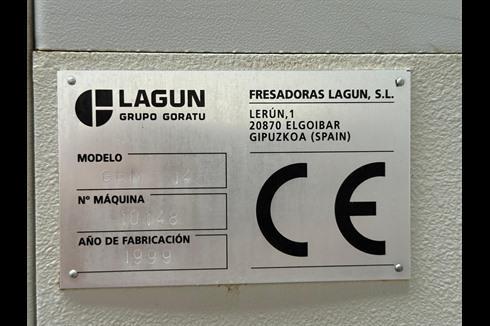 LAGUN
GRUPO GORATU
MODELO
Nº MÁQUINA
10148
AÑO DE FABRICACIÓN
1999
FRESADORAS LAGUN, S.L.
LERÚN,1
20870 ELGOIBAR
GIPUZKOA (SPAIN)
CE